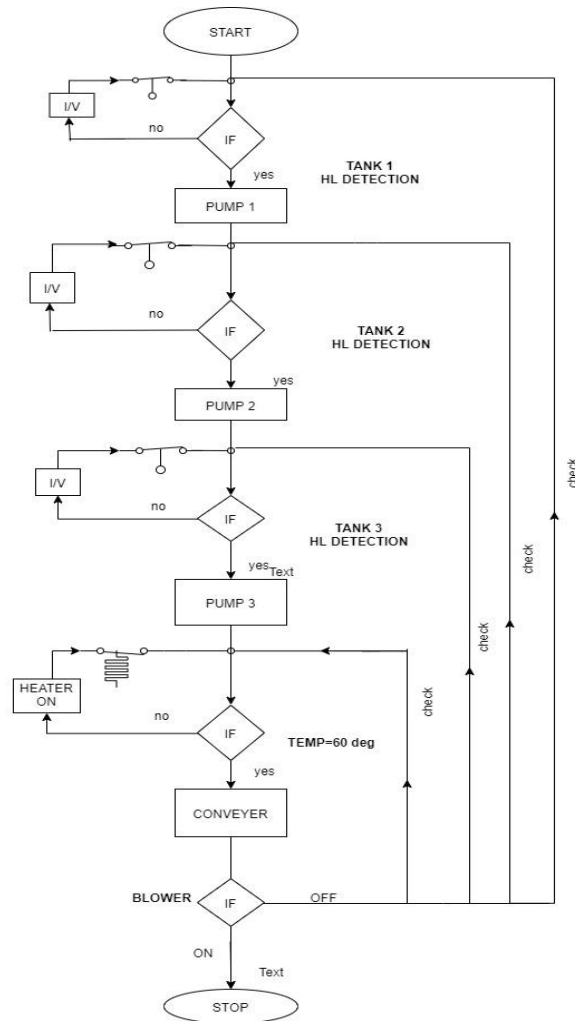 START
I/V
no
IF
yes
TANK 1
HL DETECTION
PUMP 1
I/V
no
IF
TANK 2
HL DETECTION
yes
PUMP 2
check
I/V
no
IF
TANK 3
HL DETECTION
check
yes
Text
PUMP 3
check
HEATER
ON
no
IF
TEMP=60 deg
check
yes
CONVEYER
BLOWER
IF
OFF
ON
Text
STOP